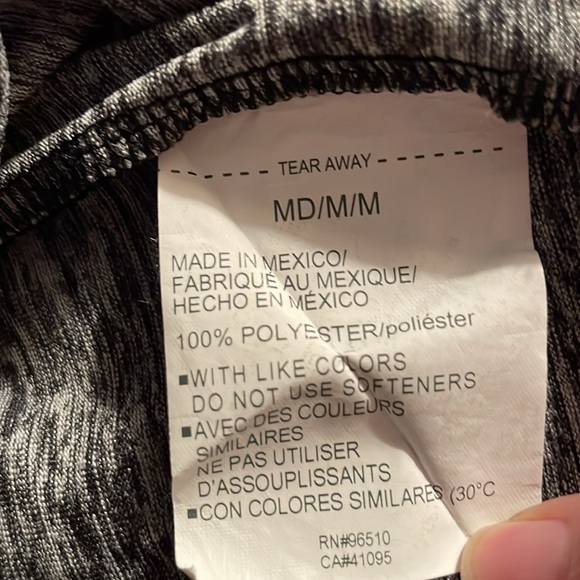 - - - - - - TEAR AWAY - - - - - - - -
MD/M/M
MADE IN MEXICO/
FABRIQUÉ AU MEXIQUE/
HECHO EN MÉXICO
100% POLYESTER/poliéster
■WITH LIKE COLORS
DO NOT USE SOFTENERS
■AVEC DES COULEURS
SIMILAIRES
NE PAS UTILISER
D'ASSOUPLISSANTS
■CON COLORES SIMILARES (30°C
RN#96510
CA#41095